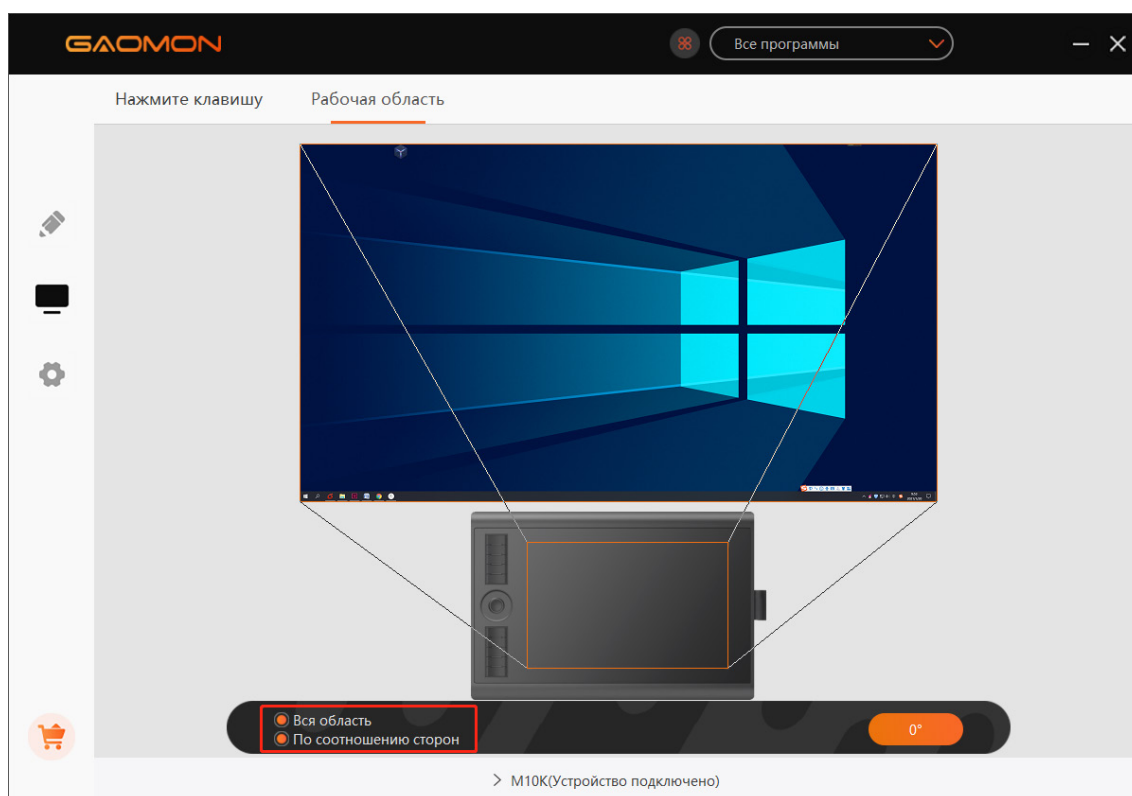 GAOMON
Все программы
Нажмите клавишу
Рабочая область
Вся область
По соотношению сторон
0°
M10K(Устройство подключено)